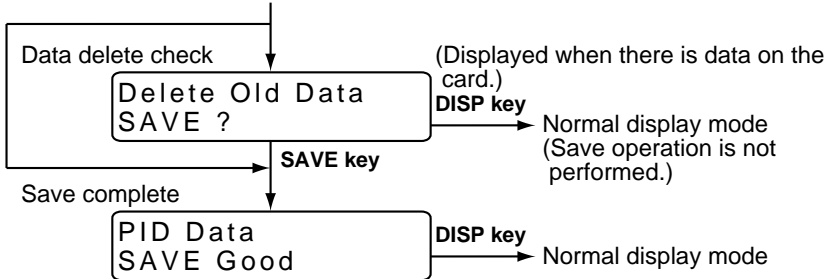 Data delete check
(Displayed when there is data on the
card.)
Delete Old Data
SAVE ?
DISP key
Normal display mode
(Save operation is not
performed.)
SAVE key
Save complete
PID Data
SAVE Good
DISP key
Normal display mode